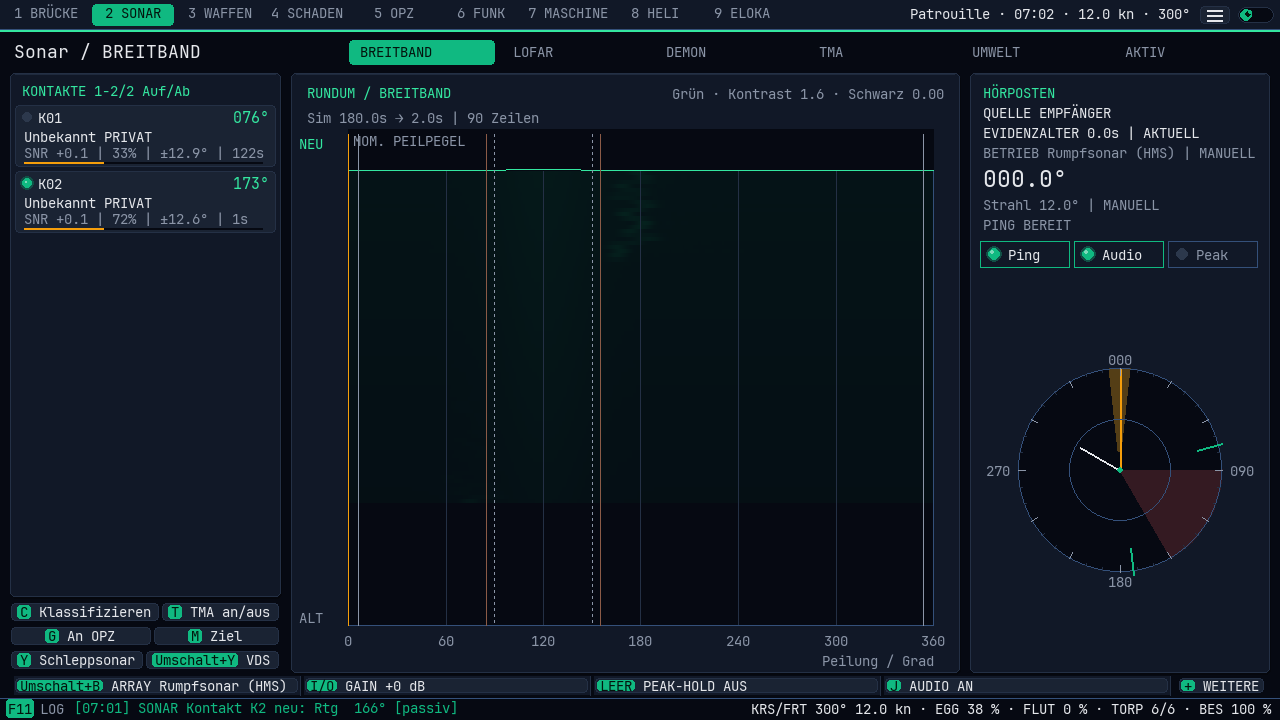 1 BRÜCKE 2 SONAR 3 WAFFEN 4 SCHADEN 5 OPZ 6 FUNK 7 MASCHINE 8 HELI 9 ELOKA Patrouille · 07:02 · 12.0 kn · 300°
Sonar / BREITBAND BREITBAND LOFAR DEMON TMA UMWELT AKTIV
KONTAKTE 1-2/2 Auf/Ab
K01 076°
Unbekannt PRIVAT
SNR +0.1 | 33% | ±12.9° | 122s
K02 173°
Unbekannt PRIVAT
SNR +0.1 | 72% | ±12.6° | 1s
C Klassifizieren T TMA an/aus
G An OPZ M Ziel
Y Schleppsonar Umschalt+Y VDS
RUNDUM / BREITBAND Grün · Kontrast 1.6 · Schwarz 0.00
Sim 180.0s → 2.0s | 90 Zeilen
NEU MOM. PEILPEGEL
ALT
0 60 120 180 240 300 360
Peilung / Grad
HÖRPOSTEN
QUELLE EMPFÄNGER
EVIDENZALTER 0.0s | AKTUELL
BETRIEB Rumpfsonar (HMS) | MANUELL
000.0°
Strahl 12.0° | MANUELL
PING BEREIT
Ping Audio Peak
000
270 090
180
Umschalt+B ARRAY Rumpfsonar (HMS) I/O GAIN +0 dB LEER PEAK-HOLD AUS J AUDIO AN + WEITERE
F11 LOG [07:01] SONAR Kontakt K2 neu: Rtg 166° [passiv] KRS/FRT 300° 12.0 kn · EGG 38 % · FLUT 0 % · TORP 6/6 · BES 100 %